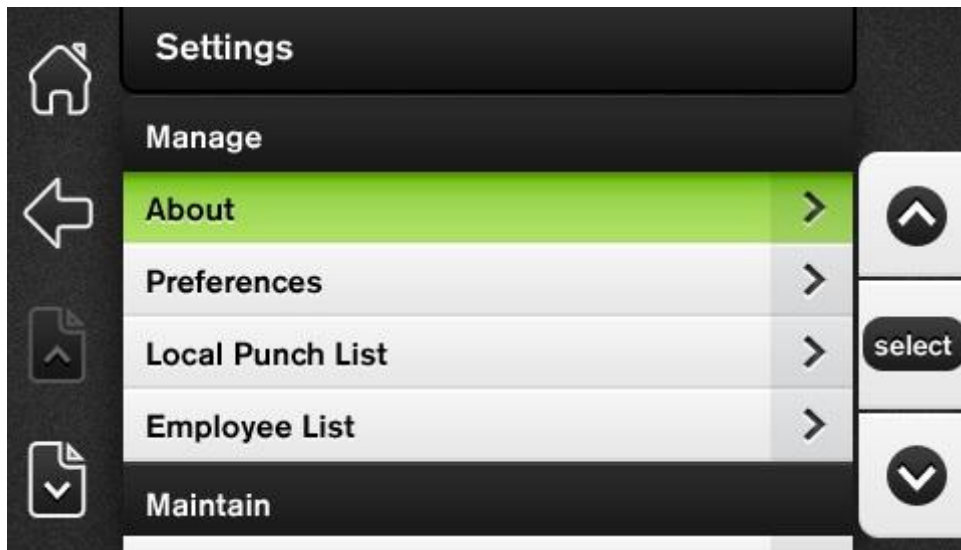 Settings
Manage
About
Preferences
Local Punch List
select
Employee List
Maintain